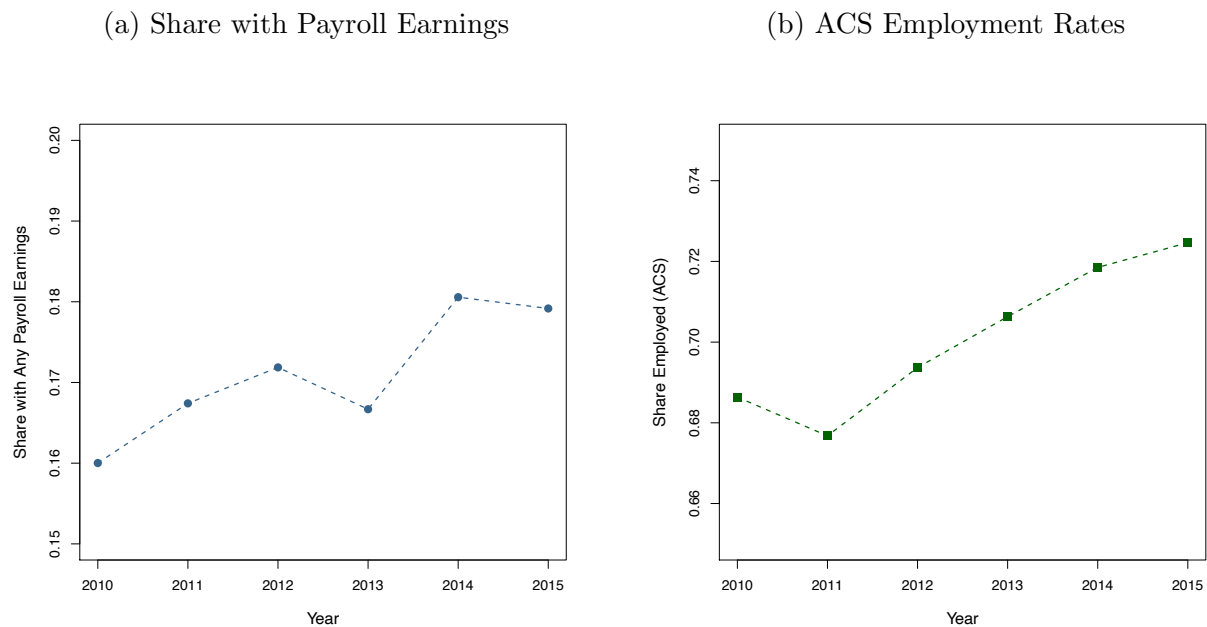 (a) Share with Payroll Earnings
Share with Any Payroll Earnings
0.20
0.19
0.18
0.17
0.16
0.15
2010 2011 2012 2013 2014 2015
Year
(b) ACS Employment Rates
Share Employed (ACS)
0.74
0.72
0.70
0.68
0.66
2010 2011 2012 2013 2014 2015
Year